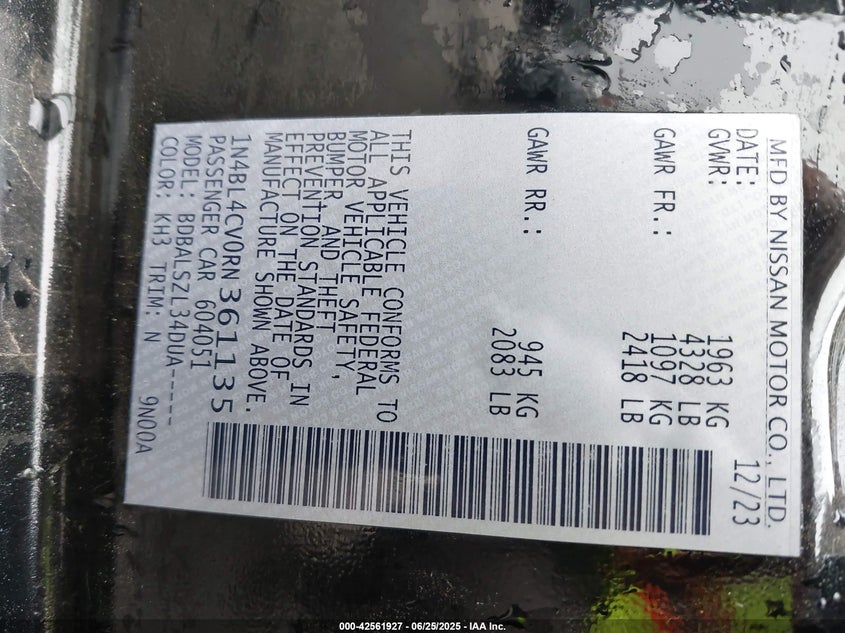 MFD BY NISSAN MOTOR CO., LTD.
DATE: 12/23
GVWR: 1963 KG
4328 LB
GAWR FR.: 1097 KG
2418 LB
GAWR RR.: 945 KG
2083 LB
THIS VEHICLE CONFORMS TO
ALL APPLICABLE FEDERAL
MOTOR VEHICLE SAFETY,
BUMPER, AND THEFT
PREVENTION STANDARDS IN
EFFECT ON THE DATE OF
MANUFACTURE SHOWN ABOVE.
1N4BL4CV0RN361135
PASSENGER CAR 604051
MODEL: BDBALSZL34DUA-----
COLOR: KH3 TRIM: N 9N00A
000-42561927 - 06/25/2025 - IAA Inc.